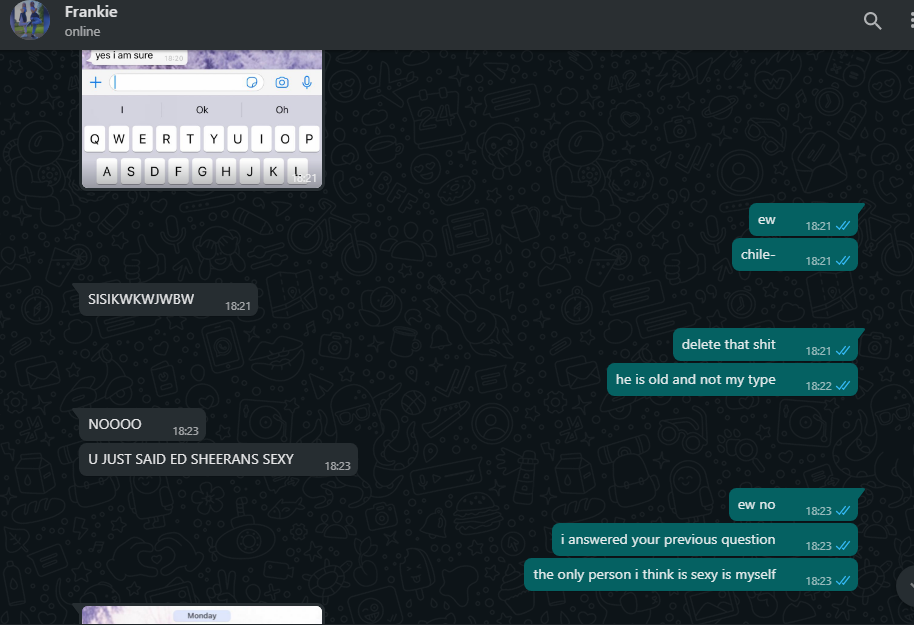 Frankie
online
yes i am sure 18:20
I Ok Oh
Q W E R T Y U I O P
A S D F G H J K L
18:21
ew 18:21
chile- 18:21
SISIKWKWJWBW 18:21
delete that shit 18:21
he is old and not my type 18:22
NOOOO 18:23
U JUST SAID ED SHEERANS SEXY 18:23
ew no 18:23
i answered your previous question 18:23
the only person i think is sexy is myself 18:23
Monday